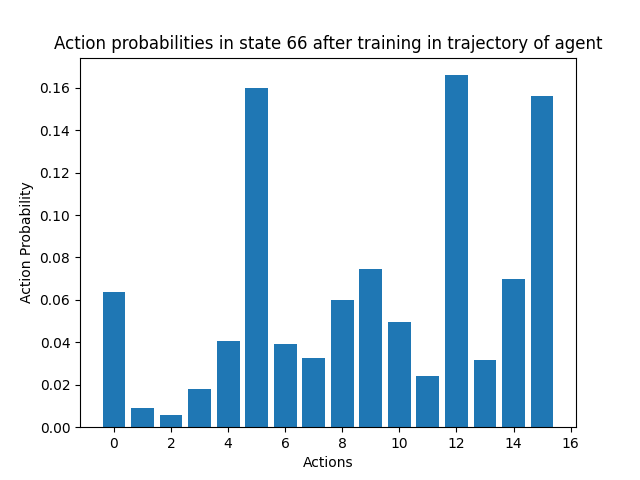 Action probabilities in state 66 after training in trajectory of agent
0.16
0.14
0.12
0.10
0.08
0.06
0.04
0.02
0.00
Action Probability
0 2 4 6 8 10 12 14 16
Actions